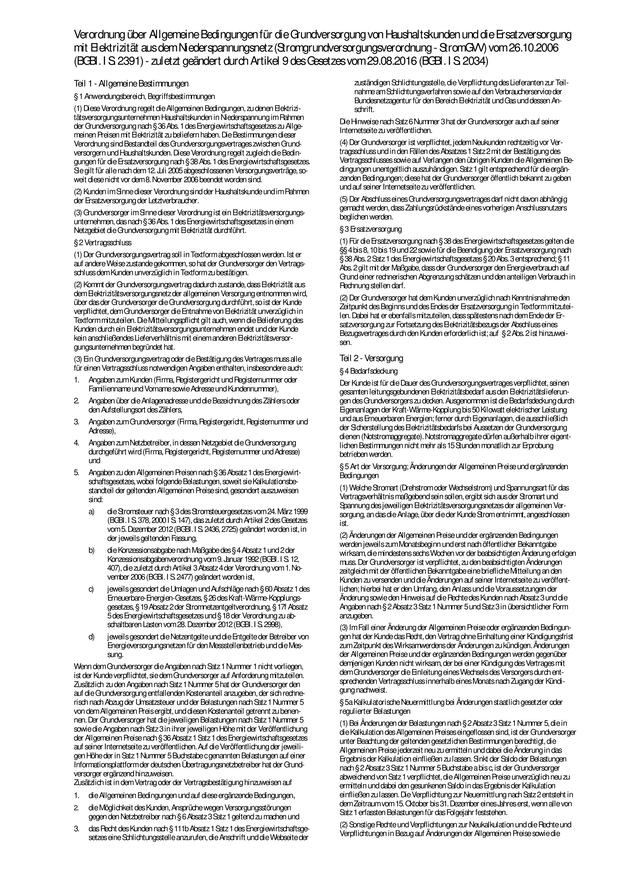 Verordnung über Allgemeine Bedingungen für die Grundversorgung von Haushaltskunden und die Ersatzversorgung
mit Elektrizität aus dem Niederspannungsnetz (Stromgrundversorgungsverordnung - StromGVV) vom 26.10.2006
(BGBl. I S. 2391) - zuletzt geändert durch Artikel 9 des Gesetzes vom 29.08.2016 (BGBl. I S. 2034)
Teil 1 - Allgemeine Bestimmungen
§ 1 Anwendungsbereich, Begriffsbestimmungen
(1) Diese Verordnung regelt die Allgemeinen Bedingungen, zu denen Elektrizi-
tätsversorgungsunternehmen Haushaltskunden in Niederspannung im Rahmen
der Grundversorgung nach § 36 Abs. 1 des Energiewirtschaftsgesetzes zu Allge-
meinen Preisen mit Elektrizität zu beliefern haben. Die Bestimmungen dieser
Verordnung sind Bestandteil des Grundversorgungsvertrages zwischen Grund-
versorgern und Haushaltskunden. Diese Verordnung regelt zugleich die Bedin-
gungen für die Ersatzversorgung nach § 38 Abs. 1 des Energiewirtschaftsgesetzes.
Sie gilt für alle nach dem 12. Juli 2005 abgeschlossenen Versorgungsverträge, so-
weit diese nicht vor dem 8. November 2006 beendet worden sind.
(2) Kunden im Sinne dieser Verordnung sind der Haushaltskunde und im Rahmen
der Ersatzversorgung der Letztverbraucher.
(3) Grundversorger im Sinne dieser Verordnung ist ein Elektrizitätsversorgungs-
unternehmen, das nach § 36 Abs. 1 des Energiewirtschaftsgesetzes in einem
Netzgebiet die Grundversorgung mit Elektrizität durchführt.
§ 2 Vertragsschluss
(1) Der Grundversorgungsvertrag soll in Textform abgeschlossen werden. Ist er
auf andere Weise zustande gekommen, so hat der Grundversorger den Vertrags-
schluss dem Kunden unverzüglich in Textform zu bestätigen.
(2) Kommt der Grundversorgungsvertrag dadurch zustande, dass Elektrizität aus
dem Elektrizitätsversorgungsnetz der allgemeinen Versorgung entnommen wird,
über das der Grundversorger die Grundversorgung durchführt, so ist der Kunde
verpflichtet, dem Grundversorger die Entnahme von Elektrizität unverzüglich in
Textform mitzuteilen. Die Mitteilungspflicht gilt auch, wenn die Belieferung des
Kunden durch ein Elektrizitätsversorgungsunternehmen endet und der Kunde
kein anschließendes Lieferverhältnis mit einem anderen Elektrizitätsversor-
gungsunternehmen begründet hat.
(3) Ein Grundversorgungsvertrag oder die Bestätigung des Vertrages muss alle
für einen Vertragsschluss notwendigen Angaben enthalten, insbesondere auch:
1. Angaben zum Kunden (Firma, Registergericht und Registernummer oder
Familienname und Vorname sowie Adresse und Kundennummer),
2. Angaben über die Anlagenadresse und die Bezeichnung des Zählers oder
den Aufstellungsort des Zählers,
3. Angaben zum Grundversorger (Firma, Registergericht, Registernummer und
Adresse),
4. Angaben zum Netzbetreiber, in dessen Netzgebiet die Grundversorgung
durchgeführt wird (Firma, Registergericht, Registernummer und Adresse)
und
5. Angaben zu den Allgemeinen Preisen nach § 36 Absatz 1 des Energiewirt-
schaftsgesetzes, wobei folgende Belastungen, soweit sie Kalkulationsbe-
standteil der geltenden Allgemeinen Preise sind, gesondert auszuweisen
sind:
a) die Stromsteuer nach § 3 des Stromsteuergesetzes vom 24. März 1999
(BGBl. I S. 378, 2000 I S. 147), das zuletzt durch Artikel 2 des Gesetzes
vom 5. Dezember 2012 (BGBl. I S. 2436, 2725) geändert worden ist, in
der jeweils geltenden Fassung,
b) die Konzessionsabgabe nach Maßgabe des § 4 Absatz 1 und 2 der
Konzessionsabgabenverordnung vom 9. Januar 1992 (BGBl. I S. 12,
407), die zuletzt durch Artikel 3 Absatz 4 der Verordnung vom 1. No-
vember 2006 (BGBl. I S. 2477) geändert worden ist,
c) jeweils gesondert die Umlagen und Aufschläge nach § 60 Absatz 1 des
Erneuerbare-Energien-Gesetzes, § 26 des Kraft-Wärme-Kopplungs-
gesetzes, § 19 Absatz 2 der Stromnetzentgeltverordnung, § 17f Absatz
5 des Energiewirtschaftsgesetzes und § 18 der Verordnung zu ab-
schaltbaren Lasten vom 28. Dezember 2012 (BGBl. I S. 2998),
d) jeweils gesondert die Netzentgelte und die Entgelte der Betreiber von
Energieversorgungsnetzen für den Messstellenbetrieb und die Mes-
sung.
Wenn dem Grundversorger die Angaben nach Satz 1 Nummer 1 nicht vorliegen,
ist der Kunde verpflichtet, sie dem Grundversorger auf Anforderung mitzuteilen.
Zusätzlich zu den Angaben nach Satz 1 Nummer 5 hat der Grundversorger den
auf die Grundversorgung entfallenden Kostenanteil anzugeben, der sich rechne-
risch nach Abzug der Umsatzsteuer und der Belastungen nach Satz 1 Nummer 5
von dem Allgemeinen Preis ergibt, und diesen Kostenanteil getrennt zu benen-
nen. Der Grundversorger hat die jeweiligen Belastungen nach Satz 1 Nummer 5
sowie die Angaben nach Satz 3 in ihrer jeweiligen Höhe mit der Veröffentlichung
der Allgemeinen Preise nach § 36 Absatz 1 Satz 1 des Energiewirtschaftsgesetzes
auf seiner Internetseite zu veröffentlichen. Auf die Veröffentlichung der jeweili-
gen Höhe der in Satz 1 Nummer 5 Buchstabe c genannten Belastungen auf einer
Informationsplattform der deutschen Übertragungsnetzbetreiber hat der Grund-
versorger ergänzend hinzuweisen.
Zusätzlich ist in dem Vertrag oder der Vertragsbestätigung hinzuweisen auf
1. die Allgemeinen Bedingungen und auf diese ergänzende Bedingungen,
2. die Möglichkeit des Kunden, Ansprüche wegen Versorgungsstörungen
gegen den Netzbetreiber nach § 6 Absatz 3 Satz 1 geltend zu machen und
3. das Recht des Kunden nach § 111b Absatz 1 Satz 1 des Energiewirtschaftsge-
setzes eine Schlichtungsstelle anzurufen, die Anschrift und die Webseite der
zuständigen Schlichtungsstelle, die Verpflichtung des Lieferanten zur Teil-
nahme am Schlichtungsverfahren sowie auf den Verbraucherservice der
Bundesnetzagentur für den Bereich Elektrizität und Gas und dessen An-
schrift.
Die Hinweise nach Satz 6 Nummer 3 hat der Grundversorger auch auf seiner
Internetseite zu veröffentlichen.
(4) Der Grundversorger ist verpflichtet, jedem Neukunden rechtzeitig vor Ver-
tragsschluss und in den Fällen des Absatzes 1 Satz 2 mit der Bestätigung des
Vertragsschlusses sowie auf Verlangen den übrigen Kunden die Allgemeinen Be-
dingungen unentgeltlich auszuhändigen. Satz 1 gilt entsprechend für die ergän-
zenden Bedingungen; diese hat der Grundversorger öffentlich bekannt zu geben
und auf seiner Internetseite zu veröffentlichen.
(5) Der Abschluss eines Grundversorgungsvertrages darf nicht davon abhängig
gemacht werden, dass Zahlungsrückstände eines vorherigen Anschlussnutzers
beglichen werden.
§ 3 Ersatzversorgung
(1) Für die Ersatzversorgung nach § 38 des Energiewirtschaftsgesetzes gelten die
§§ 4 bis 8, 10 bis 19 und 22 sowie für die Beendigung der Ersatzversorgung nach
§ 38 Abs. 2 Satz 1 des Energiewirtschaftsgesetzes § 20 Abs. 3 entsprechend; § 11
Abs. 2 gilt mit der Maßgabe, dass der Grundversorger den Energieverbrauch auf
Grund einer rechnerischen Abgrenzung schätzen und den anteiligen Verbrauch in
Rechnung stellen darf.
(2) Der Grundversorger hat dem Kunden unverzüglich nach Kenntnisnahme den
Zeitpunkt des Beginns und des Endes der Ersatzversorgung in Textform mitzutei-
len. Dabei hat er ebenfalls mitzuteilen, dass spätestens nach dem Ende der Er-
satzversorgung zur Fortsetzung des Elektrizitätsbezugs der Abschluss eines
Bezugsvertrages durch den Kunden erforderlich ist; auf § 2 Abs. 2 ist hinzuwei-
sen.
Teil 2 - Versorgung
§ 4 Bedarfsdeckung
Der Kunde ist für die Dauer des Grundversorgungsvertrages verpflichtet, seinen
gesamten leitungsgebundenen Elektrizitätsbedarf aus den Elektrizitätslieferun-
gen des Grundversorgers zu decken. Ausgenommen ist die Bedarfsdeckung durch
Eigenanlagen der Kraft-Wärme-Kopplung bis 50 Kilowatt elektrischer Leistung
und aus Erneuerbaren Energien; ferner durch Eigenanlagen, die ausschließlich
der Sicherstellung des Elektrizitätsbedarfs bei Aussetzen der Grundversorgung
dienen (Notstromaggregate). Notstromaggregate dürfen außerhalb ihrer eigent-
lichen Bestimmungen nicht mehr als 15 Stunden monatlich zur Erprobung
betrieben werden.
§ 5 Art der Versorgung; Änderungen der Allgemeinen Preise und ergänzenden
Bedingungen
(1) Welche Stromart (Drehstrom oder Wechselstrom) und Spannungsart für das
Vertragsverhältnis maßgebend sein sollen, ergibt sich aus der Stromart und
Spannung des jeweiligen Elektrizitätsversorgungsnetzes der allgemeinen Ver-
sorgung, an das die Anlage, über die der Kunde Strom entnimmt, angeschlossen
ist.
(2) Änderungen der Allgemeinen Preise und der ergänzenden Bedingungen
werden jeweils zum Monatsbeginn und erst nach öffentlicher Bekanntgabe
wirksam, die mindestens sechs Wochen vor der beabsichtigten Änderung erfolgen
muss. Der Grundversorger ist verpflichtet, zu den beabsichtigten Änderungen
zeitgleich mit der öffentlichen Bekanntgabe eine briefliche Mitteilung an den
Kunden zu versenden und die Änderungen auf seiner Internetseite zu veröffent-
lichen; hierbei hat er den Umfang, den Anlass und die Voraussetzungen der
Änderung sowie den Hinweis auf die Rechte des Kunden nach Absatz 3 und die
Angaben nach § 2 Absatz 3 Satz 1 Nummer 5 und Satz 3 in übersichtlicher Form
anzugeben.
(3) Im Fall einer Änderung der Allgemeinen Preise oder ergänzenden Bedingun-
gen hat der Kunde das Recht, den Vertrag ohne Einhaltung einer Kündigungsfrist
zum Zeitpunkt des Wirksamwerdens der Änderungen zu kündigen. Änderungen
der Allgemeinen Preise und der ergänzenden Bedingungen werden gegenüber
demjenigen Kunden nicht wirksam, der bei einer Kündigung des Vertrages mit
dem Grundversorger die Einleitung eines Wechsels des Versorgers durch ent-
sprechenden Vertragsschluss innerhalb eines Monats nach Zugang der Kündi-
gung nachweist.
§ 5a Kalkulatorische Neuermittlung bei Änderungen staatlich gesetzter oder
regulierter Belastungen
(1) Bei Änderungen der Belastungen nach § 2 Absatz 3 Satz 1 Nummer 5, die in
die Kalkulation des Allgemeinen Preises eingeflossen sind, ist der Grundversorger
unter Beachtung der geltenden gesetzlichen Bestimmungen berechtigt, die
Allgemeinen Preise jederzeit neu zu ermitteln und dabei die Änderung in das
Ergebnis der Kalkulation einfließen zu lassen. Sinkt der Saldo der Belastungen
nach § 2 Absatz 3 Satz 1 Nummer 5 Buchstabe a bis c, ist der Grundversorger
abweichend von Satz 1 verpflichtet, die Allgemeinen Preise unverzüglich neu zu
ermitteln und dabei den gesunkenen Saldo in das Ergebnis der Kalkulation
einfließen zu lassen. Die Verpflichtung zur Neuermittlung nach Satz 2 entsteht in
dem Zeitraum vom 15. Oktober bis 31. Dezember eines Jahres erst, wenn alle von
Satz 1 erfassten Belastungen für das Folgejahr feststehen.
(2) Sonstige Rechte und Verpflichtungen zu Neukalkulation und die Rechte und
Verpflichtungen in Bezug auf Änderungen der Allgemeinen Preise sowie die